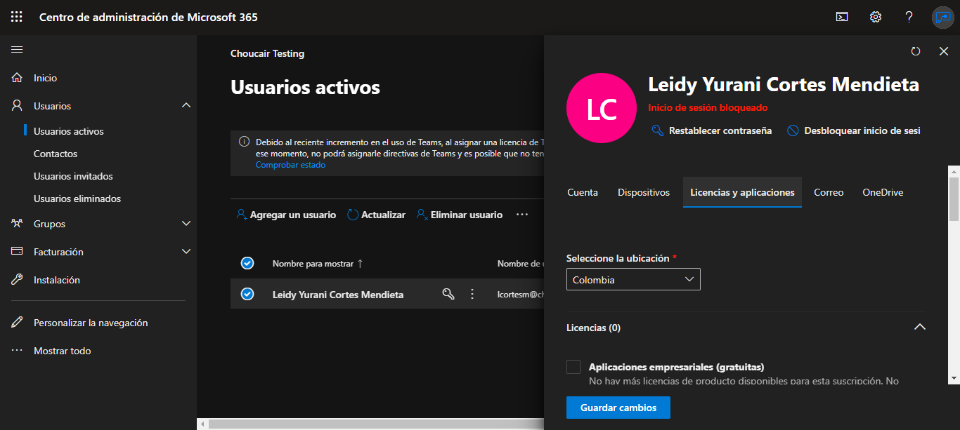 Centro de administración de Microsoft 365
Inicio
Usuarios
Usuarios activos
Contactos
Usuarios invitados
Usuarios eliminados
Grupos
Facturación
Instalación
Personalizar la navegación
Mostrar todo
Choucair Testing
Usuarios activos
Debido al reciente incremento en el uso de Teams, al asignar una licencia de T
ese momento, no podrá asignarle directivas de Teams y es posible que no ten
Comprobar estado
Agregar un usuario Actualizar Eliminar usuario
Nombre para mostrar ↑ Nombre de
Leidy Yurani Cortes Mendieta lcortesm@ch
LC
Leidy Yurani Cortes Mendieta
Inicio de sesión bloqueado
Restablecer contraseña Desbloquear inicio de sesi
Cuenta Dispositivos Licencias y aplicaciones Correo OneDrive
Seleccione la ubicación *
Colombia
Licencias (0)
Aplicaciones empresariales (gratuitas)
No hay más licencias de producto disponibles para esta suscripción. No
Guardar cambios